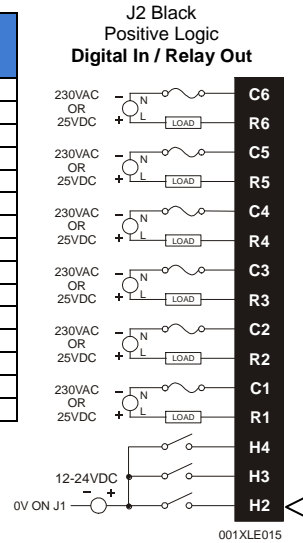 J2 Black
Positive Logic
Digital In / Relay Out
230VAC
OR
25VDC
– N
+ L
LOAD
C6
R6
230VAC
OR
25VDC
– N
+ L
LOAD
C5
R5
230VAC
OR
25VDC
– N
+ L
LOAD
C4
R4
230VAC
OR
25VDC
– N
+ L
LOAD
C3
R3
230VAC
OR
25VDC
– N
+ L
LOAD
C2
R2
230VAC
OR
25VDC
– N
+ L
LOAD
C1
R1
H4
12-24VDC
H3
– +
0V ON J1
H2
001XLE015